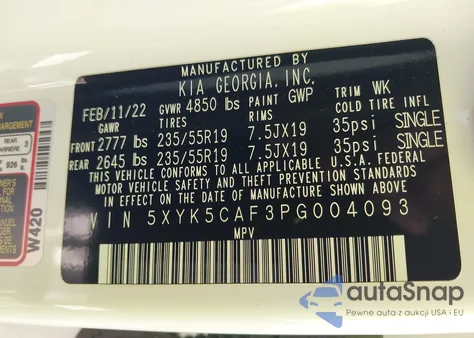 MANUFACTURED BY
KIA GEORGIA, INC.
FEB/11/22 GVWR 4850 lbs PAINT GWP TRIM WK
GAWR TIRES RIMS COLD TIRE INFL.
FRONT 2777 lbs 235/55R19 7.5JX19 35psi SINGLE
REAR 2645 lbs 235/55R19 7.5JX19 35psi SINGLE
THIS VEHICLE CONFORMS TO ALL APPLICABLE U.S.A. FEDERAL
MOTOR VEHICLE SAFETY AND THEFT PREVENTION STANDARDS
IN EFFECT ON THE DATE OF MANUFACTURE SHOWN ABOVE.
VIN 5XYK5CAF3PG004093
MPV
REAR 3
W420
autoSnap
Pewne auta z aukcji USA i EU